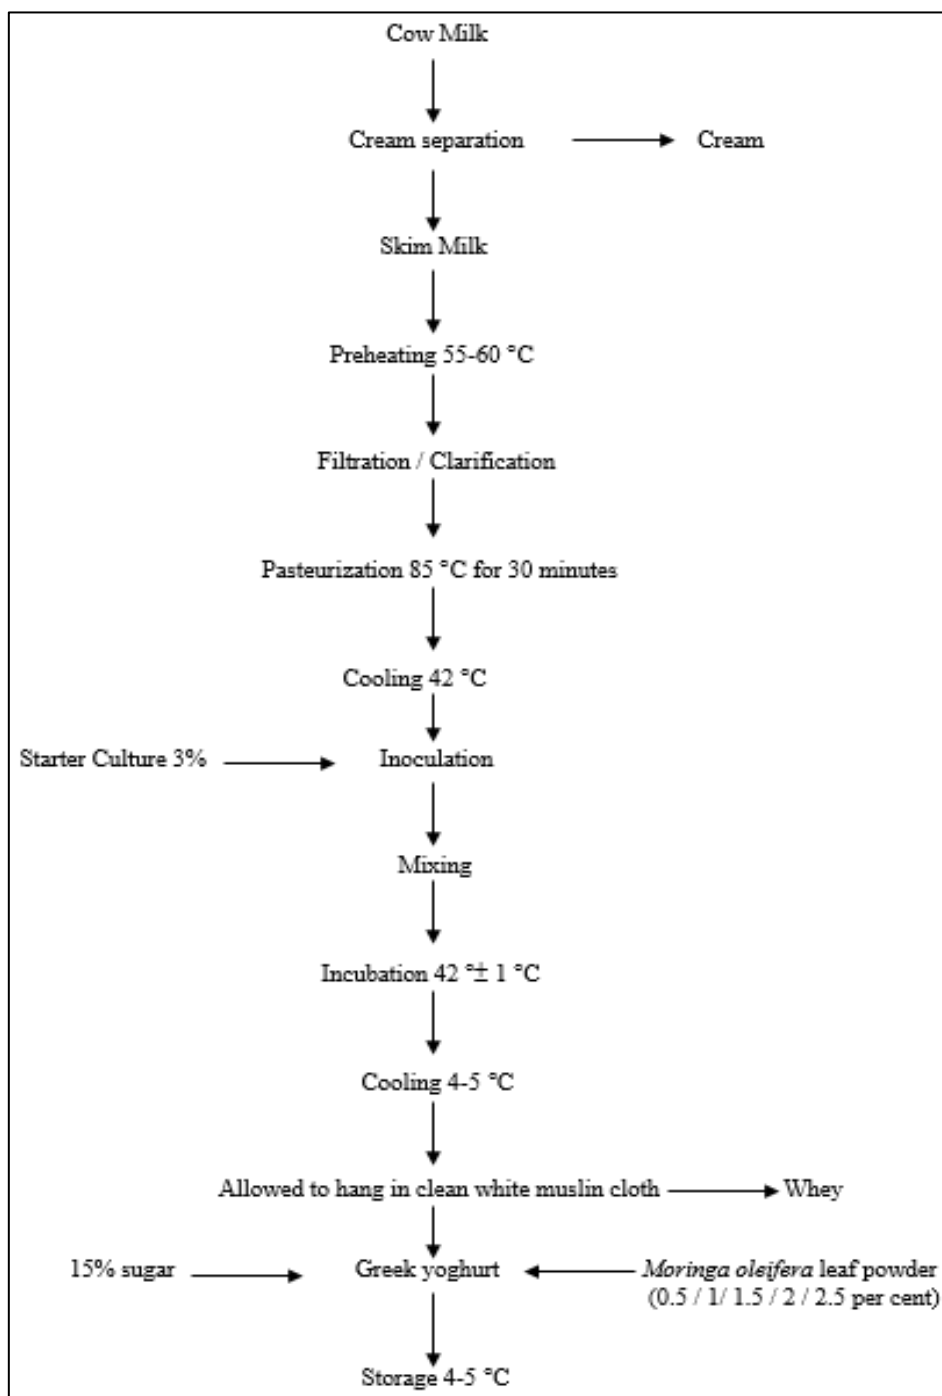 Cow Milk
Cream separation
Cream
Skim Milk
Preheating 55-60 °C
Filtration / Clarification
Pasteurization 85 °C for 30 minutes
Cooling 42 °C
Starter Culture 3%
Inoculation
Mixing
Incubation 42 °± 1 °C
Cooling 4-5 °C
Allowed to hang in clean white muslin cloth
Whey
15% sugar
Greek yoghurt
Moringa oleifera leaf powder
(0.5 / 1/ 1.5 / 2 / 2.5 per cent)
Storage 4-5 °C